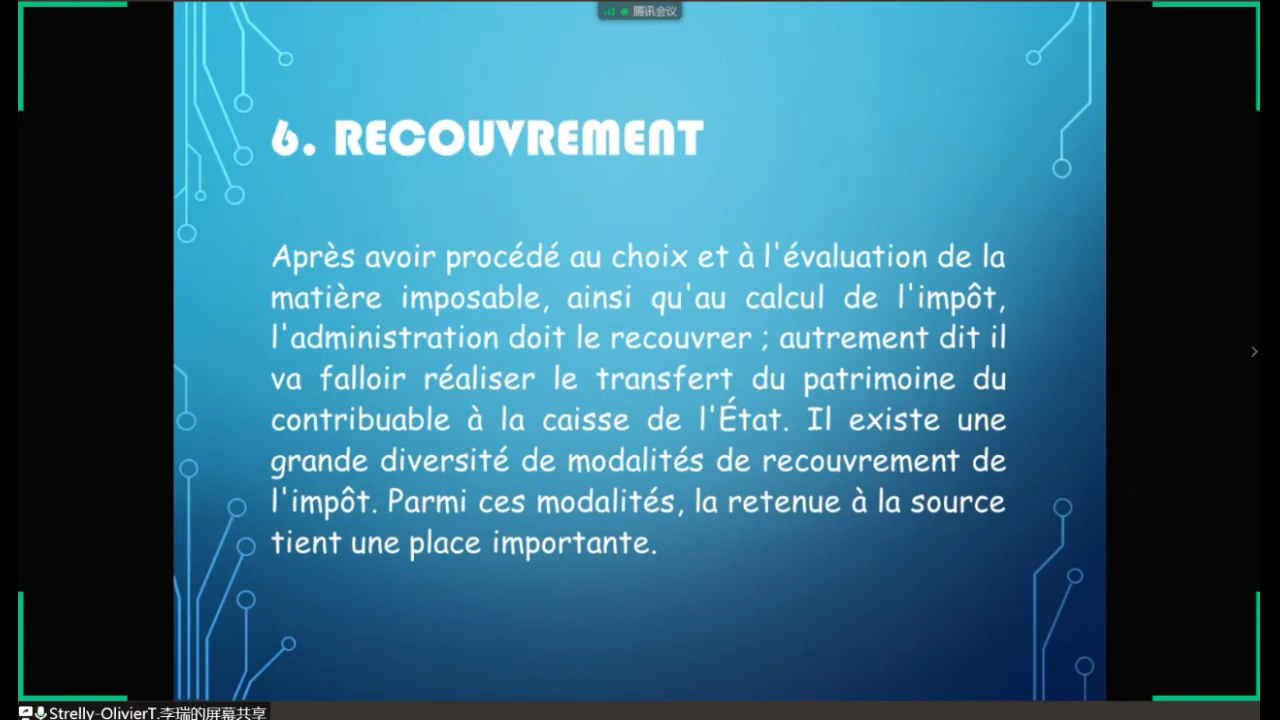 腾讯会议
6. RECOUVREMENT
Après avoir procédé au choix et à l'évaluation de la
matière imposable, ainsi qu'au calcul de l'impôt,
l'administration doit le recouvrer ; autrement dit il
va falloir réaliser le transfert du patrimoine du
contribuable à la caisse de l'État. Il existe une
grande diversité de modalités de recouvrement de
l'impôt. Parmi ces modalités, la retenue à la source
tient une place importante.
Strelly-OlivierT.李瑞的屏幕共享